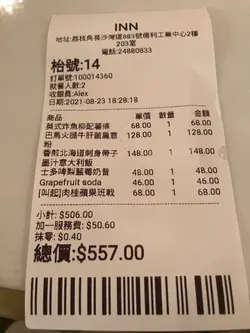 INN
地址:荔枝角長沙灣道883號億利工業中心2樓
203室
電話:24880833
枱號:14
訂單號:100014360
就餐人數:2
收銀員:Alex
日期:2021-08-23 18:28:18
商品 單價 數量 金額
英式炸魚配薯條 68.00 1 68.00
巴馬火腿牛肝菌意粉 128.00 1 128.00
香煎北海道刺身帶子墨汁意大利飯 148.00 1 148.00
士多啤梨藍莓奶昔 48.00 1 48.00
Grapefruit soda 46.00 1 46.00
[叫起]肉桂蘋果班戟 68.00 1 68.00
小計: $506.00
加一服務費: $50.60
抹零: $0.40
總價:$557.00